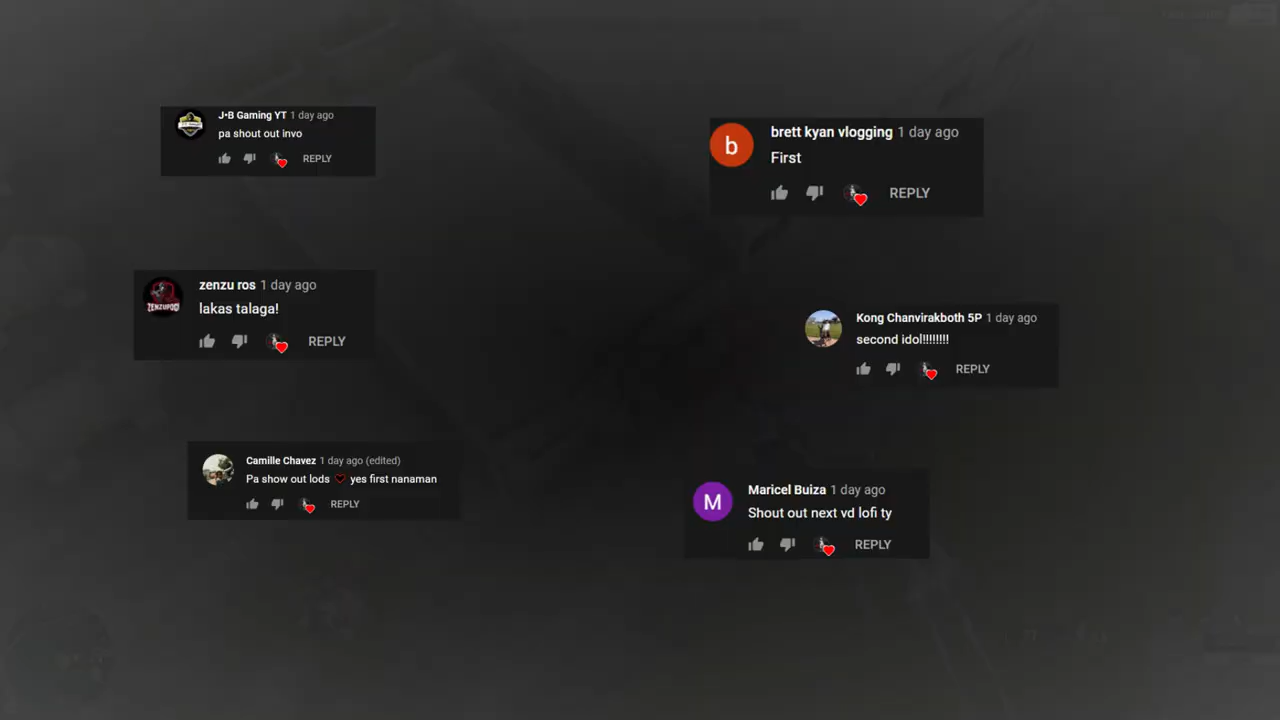 J•B Gaming YT 1 day ago
pa shout out invo
REPLY
zenzu ros 1 day ago
lakas talaga!
ZENZUPOGI
REPLY
Camille Chavez 1 day ago (edited)
Pa show out lods 🖤 yes first nanaman
REPLY
b
brett kyan vlogging 1 day ago
First
REPLY
Kong Chanvirakboth 5P 1 day ago
second idol!!!!!!!!
REPLY
M
Maricel Buiza 1 day ago
Shout out next vd lofi ty
REPLY